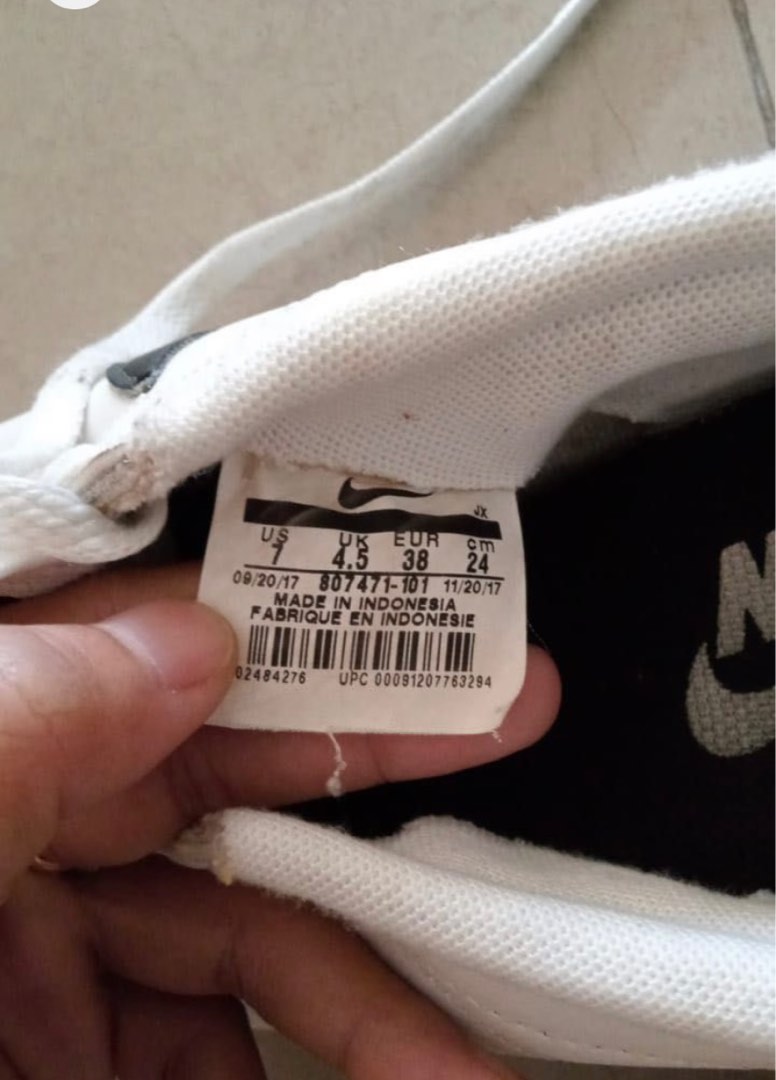 JX
US UK EUR cm
7 4.5 38 24
09/20/17 807471-101 11/20/17
MADE IN INDONESIA
FABRIQUE EN INDONESIE
02484276 UPC 00091207763294
N